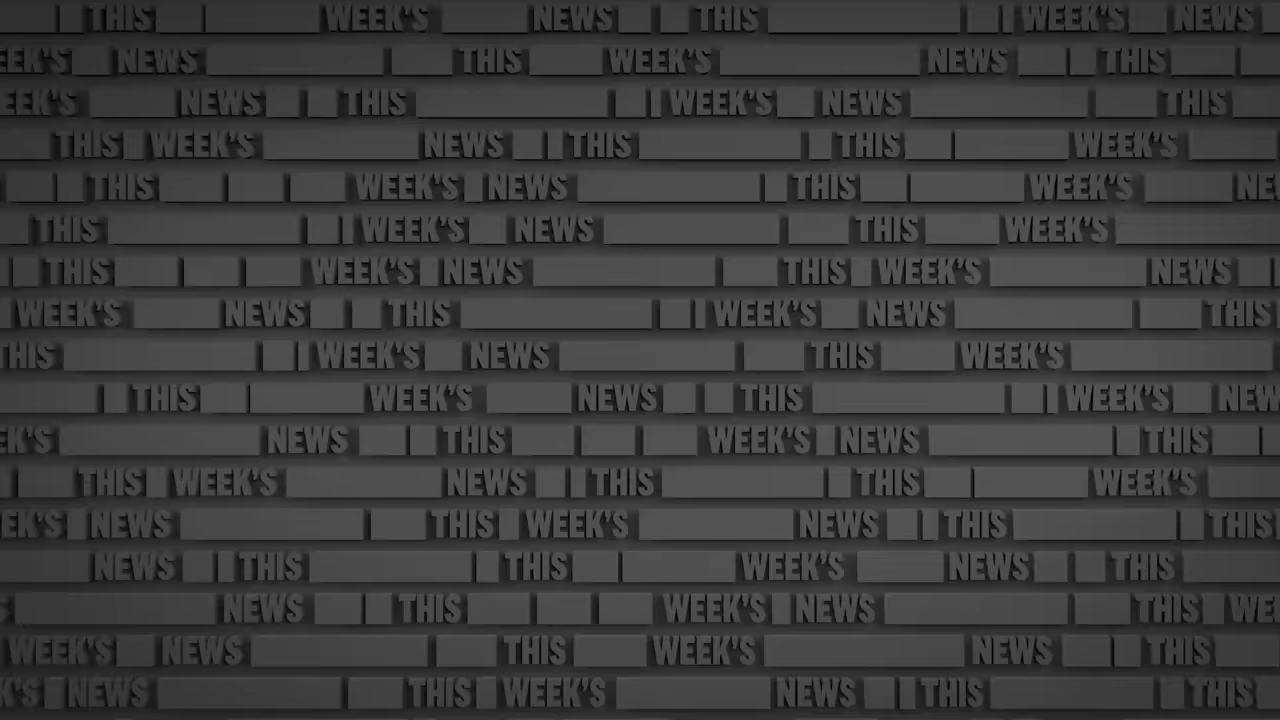 THIS WEEK'S NEWS THIS WEEK'S NEWS
EEK'S NEWS THIS WEEK'S NEWS THIS
EEK'S NEWS THIS WEEK'S NEWS THIS
THIS WEEK'S NEWS THIS THIS WEEK'S
THIS WEEK'S NEWS THIS WEEK'S NE
THIS WEEK'S NEWS THIS WEEK'S
THIS WEEK'S NEWS THIS WEEK'S NEWS
WEEK'S NEWS THIS WEEK'S NEWS THIS
THIS WEEK'S NEWS THIS WEEK'S
THIS WEEK'S NEWS THIS WEEK'S NEW
EK'S NEWS THIS WEEK'S NEWS THIS
THIS WEEK'S NEWS THIS THIS WEEK'S
EK'S NEWS THIS WEEK'S NEWS THIS THIS
NEWS THIS THIS WEEK'S NEWS THIS
S NEWS THIS WEEK'S NEWS THIS WE
WEEK'S NEWS THIS WEEK'S NEWS THIS
K'S NEWS THIS WEEK'S NEWS THIS THIS